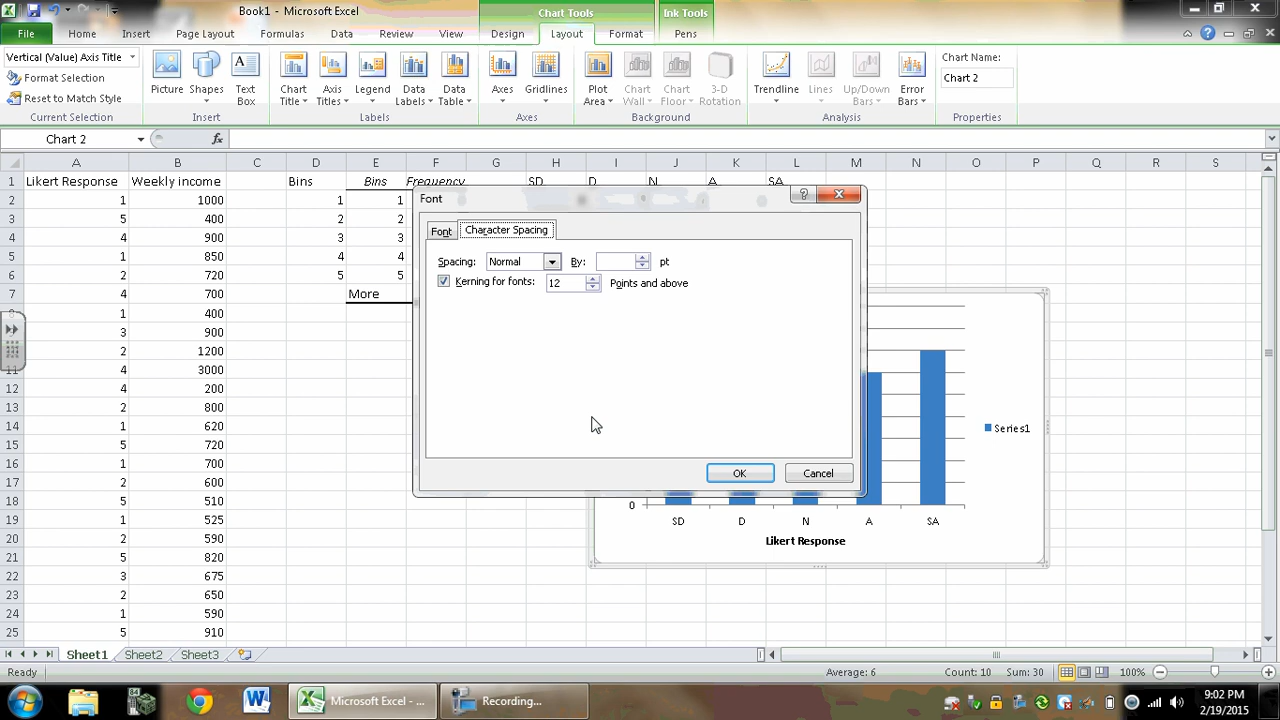 Book1 - Microsoft Excel
Chart Tools
Ink Tools
File Home Insert Page Layout Formulas Data Review View Design Layout Format Pens
Vertical (Value) Axis Title
Format Selection
Reset to Match Style
Current Selection
Picture Shapes Text Box
Insert
Chart Title Axis Titles Legend Data Labels Data Table
Labels
Axes Gridlines
Axes
Plot Area Chart Wall Chart Floor 3-D Rotation
Background
Trendline Lines Up/Down Bars Error Bars
Analysis
Chart Name:
Chart 2
Properties
Chart 2 fx
A B C D E F G H I J K L M N O P Q R S
1 Likert Response Weekly income Bins Bins Frequency SD D N A SA
2 1 1000 1 1
3 5 400 2 2
4 4 900 3 3
5 1 850 4 4
6 2 720 5 5
7 4 700 More
8 1 400
3 900
2 1200
11 4 3000
12 4 200
13 2 800
14 1 620
15 5 720
16 1 700
17 2 600
18 5 510
19 1 525
20 2 590
21 5 820
22 3 675
23 2 650
24 1 590
25 5 910
Font
Font Character Spacing
Spacing: Normal By: pt
Kerning for fonts: 12 Points and above
OK Cancel
Series1
0
SD D N A SA
Likert Response
Sheet1 Sheet2 Sheet3
Ready Average: 6 Count: 10 Sum: 30 100%
Microsoft Excel - ...
Recording...
9:02 PM
2/19/2015